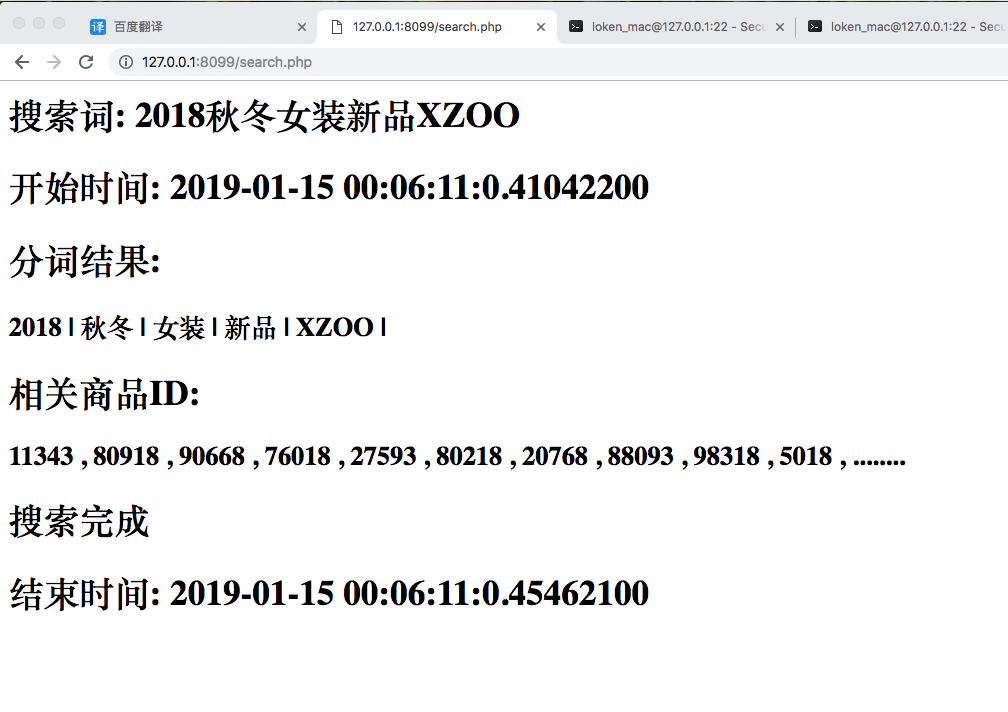 译 百度翻译 127.0.0.1:8099/search.php loken_mac@127.0.0.1:22 - Secu loken_mac@127.0.0.1:22 - Secu
127.0.0.1:8099/search.php
搜索词: 2018秋冬女装新品XZOO
开始时间: 2019-01-15 00:06:11:0.41042200
分词结果:
2018 | 秋冬 | 女装 | 新品 | XZOO |
相关商品ID:
11343 , 80918 , 90668 , 76018 , 27593 , 80218 , 20768 , 88093 , 98318 , 5018 , ........
搜索完成
结束时间: 2019-01-15 00:06:11:0.45462100